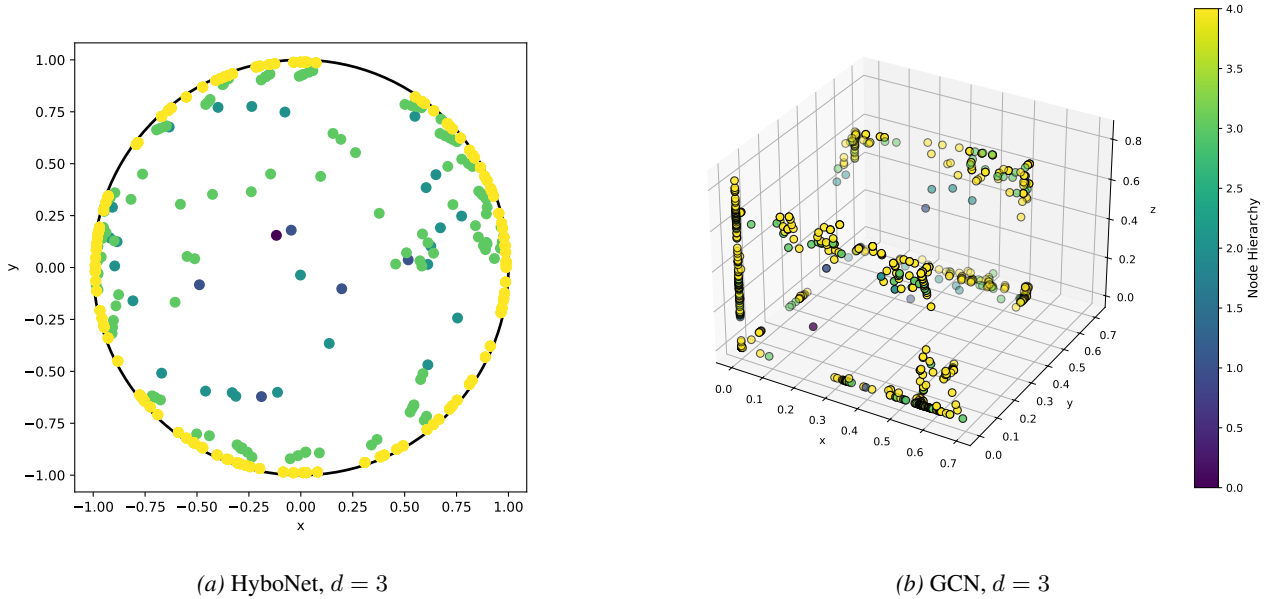 1.00
0.75
0.50
0.25
0.00
−0.25
−0.50
−0.75
−1.00
y
−1.00 −0.75 −0.50 −0.25 0.00 0.25 0.50 0.75 1.00
x
(a) HyboNet, d = 3
0.8
0.6
0.4
0.2
0.0
z
0.0 0.1 0.2 0.3 0.4 0.5 0.6 0.7
x
0.0 0.1 0.2 0.3 0.4 0.5 0.6 0.7
y
(b) GCN, d = 3
4.0
3.5
3.0
2.5
2.0
1.5
1.0
0.5
0.0
Node Hierarchy